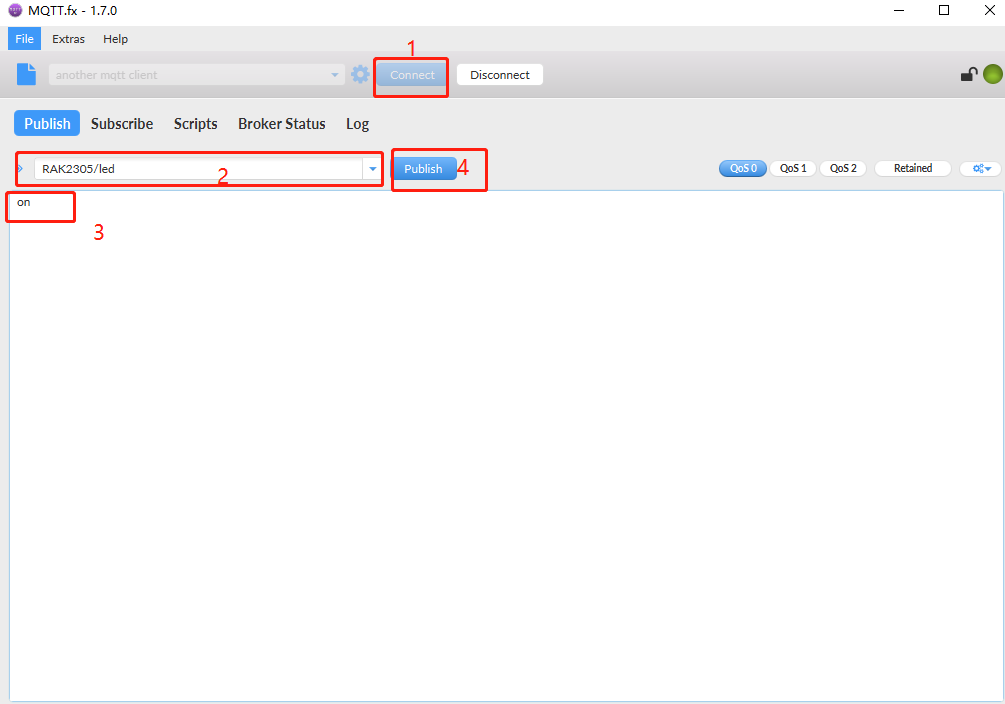 MQTT.fx - 1.7.0
File Extras Help
1
another mqtt client Connect Disconnect
Publish Subscribe Scripts Broker Status Log
RAK2305/led 2 Publish 4 QoS 0 QoS 1 QoS 2 Retained
on
3